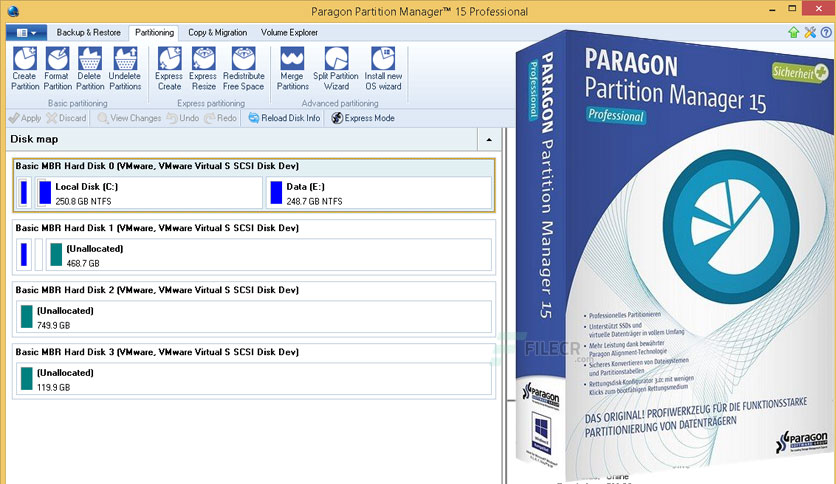 Paragon Partition Manager™ 15 Professional
Backup & Restore
Partitioning
Copy & Migration
Volume Explorer
Create
Partition
Format
Partition
Delete
Partition
Undelete
Partitions
Express
Create
Express
Resize
Redistribute
Free Space
Merge
Partitions
Split Partition
Wizard
Install new
OS wizard
Basic partitioning
Express partitioning
Advanced partitioning
Apply
Discard
View Changes
Undo
Redo
Reload Disk Info
Express Mode
Disk map
Basic MBR Hard Disk 0 (VMware, VMware Virtual S SCSI Disk Dev)
Local Disk (C:)
250.8 GB NTFS
Data (E:)
248.7 GB NTFS
Basic MBR Hard Disk 1 (VMware, VMware Virtual S SCSI Disk Dev)
(Unallocated)
468.7 GB
Basic MBR Hard Disk 2 (VMware, VMware Virtual S SCSI Disk Dev)
(Unallocated)
749.9 GB
Basic MBR Hard Disk 3 (VMware, VMware Virtual S SCSI Disk Dev)
(Unallocated)
119.9 GB
PARAGON Partition Manager 15
Professional
Paragon
Windows
PARAGON
Partition Manager 15
Professional
Sicherheit
• Professionelles Partitionieren
• Unterstützt SSDs und
virtuelle Datenträger in vollem Umfang
• Mehr Leistung dank bewährter
Paragon Alignment-Technologie
• Sicheres Konvertieren von Dateisystemen
und Partitionstabellen
• Rettungsdisk-Konfigurator 3.0: mit wenigen
Klicks zum bootfähigen Rettungsmedium
DAS ORIGINAL! PROFIWERKZEUG FÜR DIE FUNKTIONSSTARKE
PARTITIONIERUNG VON DATENTRÄGERN
Paragon
SOFTWARE GROUP
FILECR
.com
Online